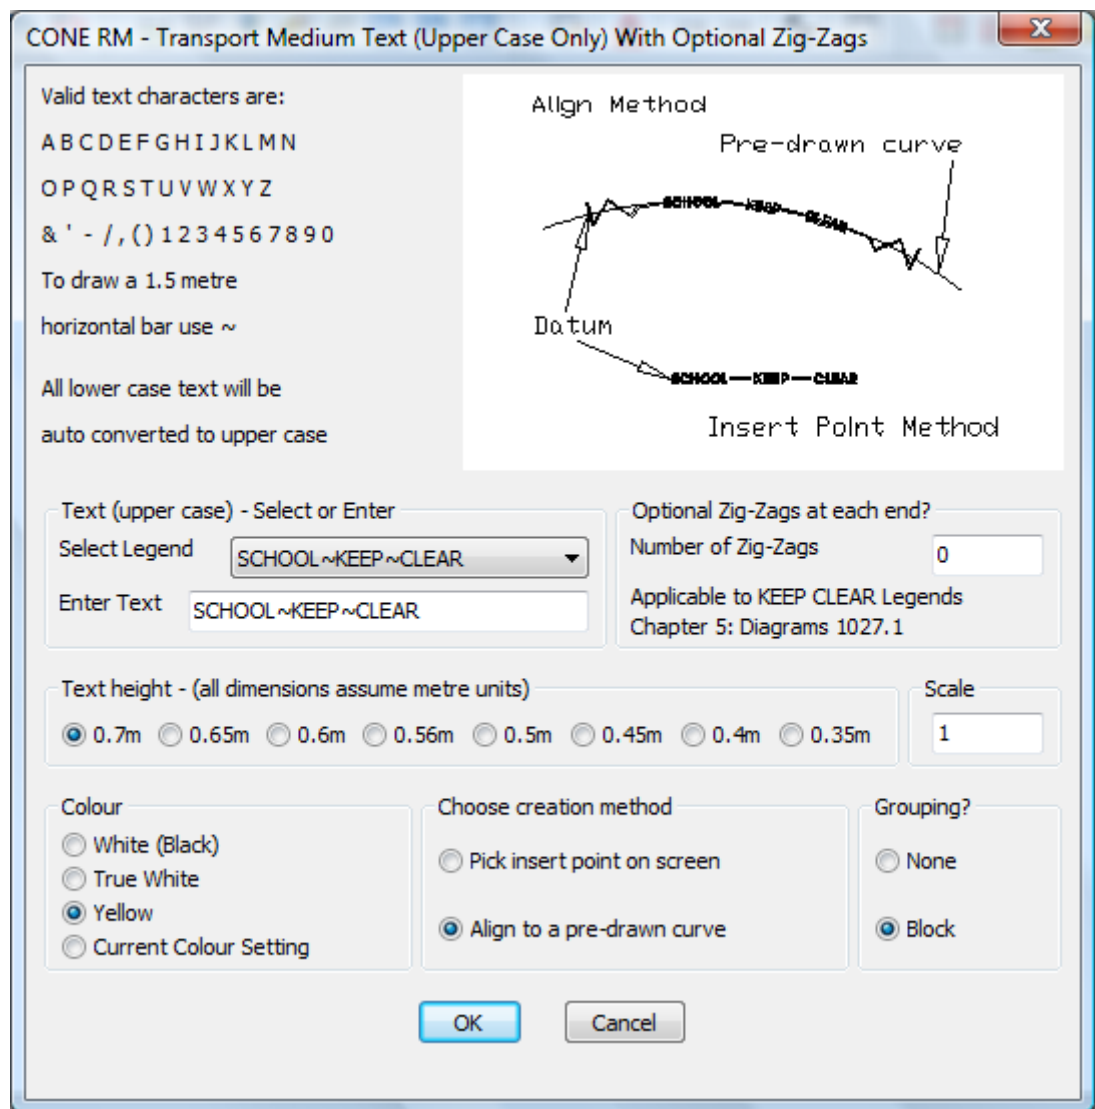 CONE RM - Transport Medium Text (Upper Case Only) With Optional Zig-Zags
X
Valid text characters are:
A B C D E F G H I J K L M N
O P Q R S T U V W X Y Z
& ' - / , ( ) 1 2 3 4 5 6 7 8 9 0
To draw a 1.5 metre
horizontal bar use ~
All lower case text will be
auto converted to upper case
Align Method
Pre-drawn curve
SCHOOL KEEP CLEAR
Datum
SCHOOL — KEEP — CLEAR
Insert Point Method
Text (upper case) - Select or Enter
Select Legend
SCHOOL~KEEP~CLEAR
Enter Text
SCHOOL~KEEP~CLEAR
Optional Zig-Zags at each end?
Number of Zig-Zags
0
Applicable to KEEP CLEAR Legends
Chapter 5: Diagrams 1027.1
Text height - (all dimensions assume metre units)
0.7m 0.65m 0.6m 0.56m 0.5m 0.45m 0.4m 0.35m
Scale
1
Colour
White (Black)
True White
Yellow
Current Colour Setting
Choose creation method
Pick insert point on screen
Align to a pre-drawn curve
Grouping?
None
Block
OK
Cancel